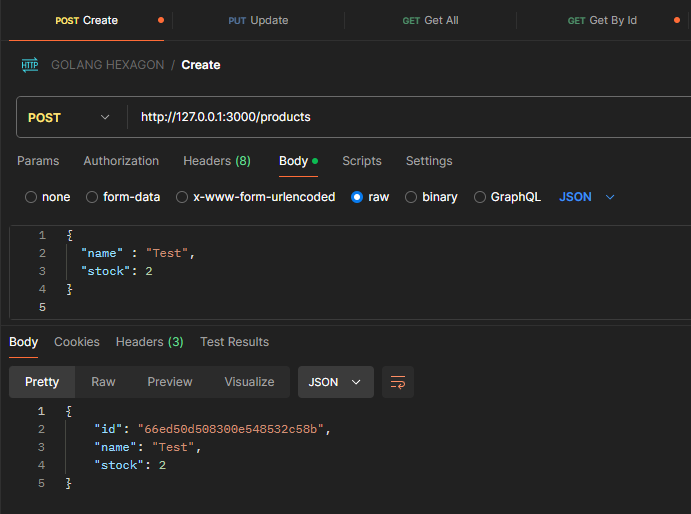 POST Create PUT Update GET Get All GET Get By Id
HTTP GOLANG HEXAGON / Create
POST http://127.0.0.1:3000/products
Params Authorization Headers (8) Body Scripts Settings
none form-data x-www-form-urlencoded raw binary GraphQL JSON
1 {
2 "name" : "Test",
3 "stock": 2
4 }
5
Body Cookies Headers (3) Test Results
Pretty Raw Preview Visualize JSON
1 {
2 "id": "66ed50d508300e548532c58b",
3 "name": "Test",
4 "stock": 2
5 }